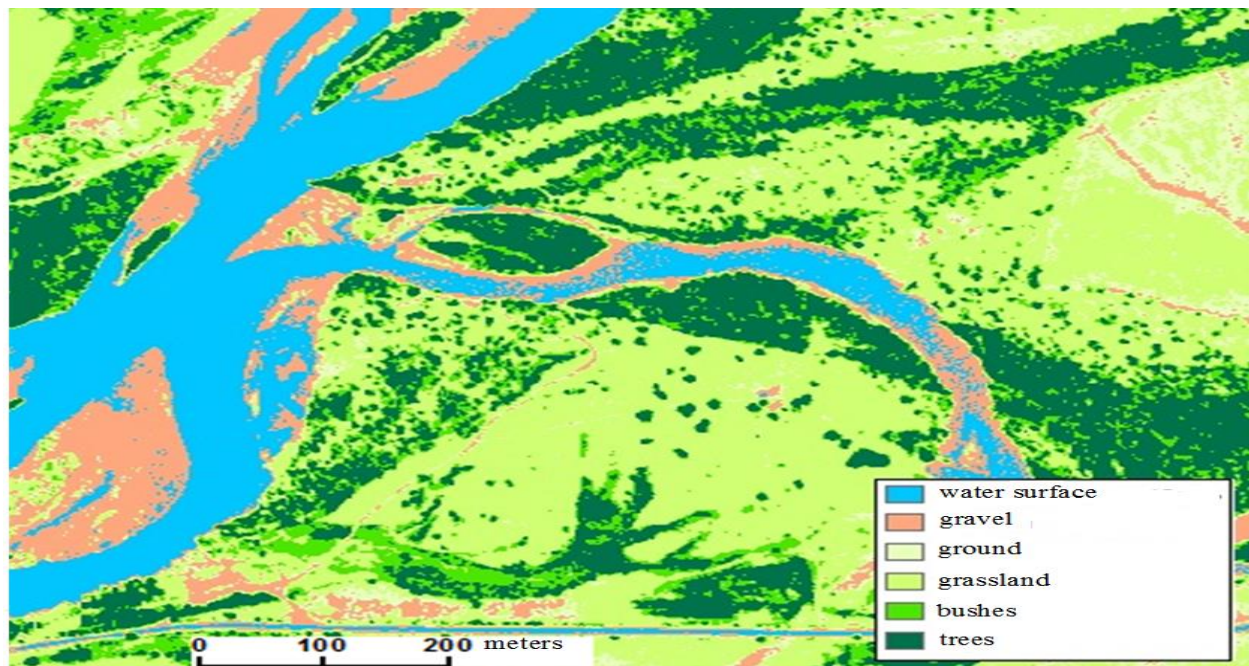 water surface
gravel
ground
grassland
bushes
trees
0 100 200 meters